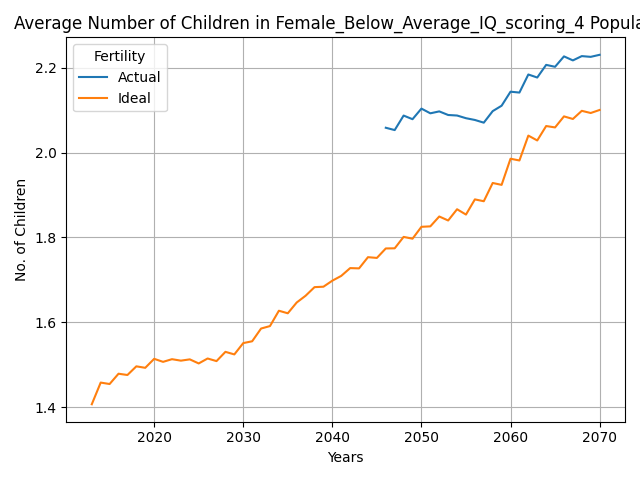 Average Number of Children in Female_Below_Average_IQ_scoring_4 Popula
Fertility
Actual
Ideal
2.2
2.0
1.8
1.6
1.4
No. of Children
2020 2030 2040 2050 2060 2070
Years